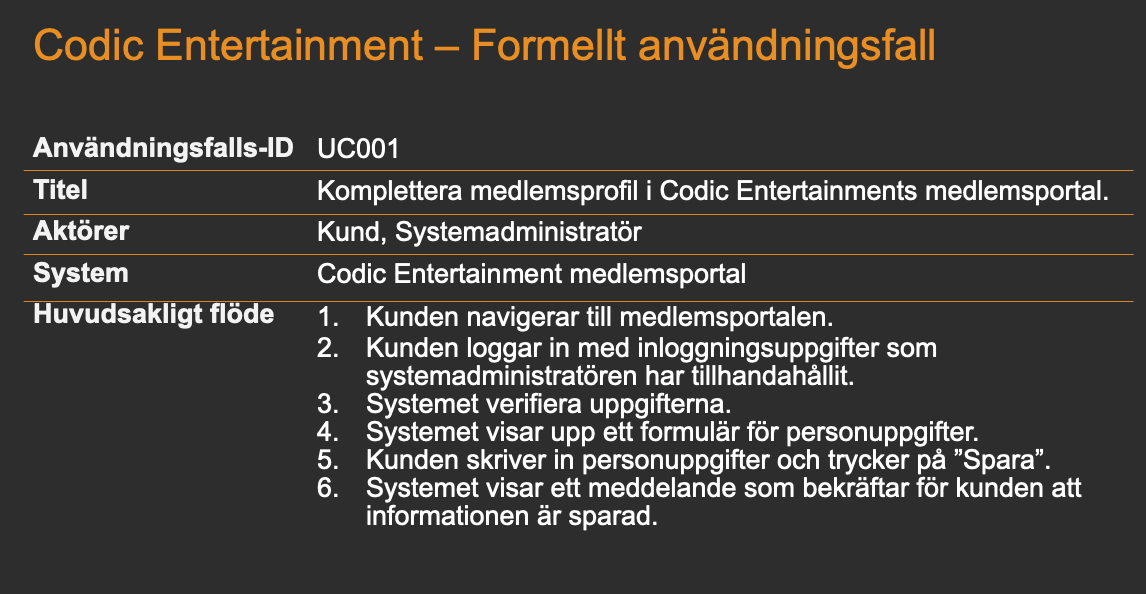 Codic Entertainment – Formellt användningsfall
Användningsfalls-ID UC001
Titel Komplettera medlemsprofil i Codic Entertainments medlemsportal.
Aktörer Kund, Systemadministratör
System Codic Entertainment medlemsportal
Huvudsakligt flöde 1. Kunden navigerar till medlemsportalen.
2. Kunden loggar in med inloggningsuppgifter som
systemadministratören har tillhandahållit.
3. Systemet verifiera uppgifterna.
4. Systemet visar upp ett formulär för personuppgifter.
5. Kunden skriver in personuppgifter och trycker på ”Spara”.
6. Systemet visar ett meddelande som bekräftar för kunden att
informationen är sparad.